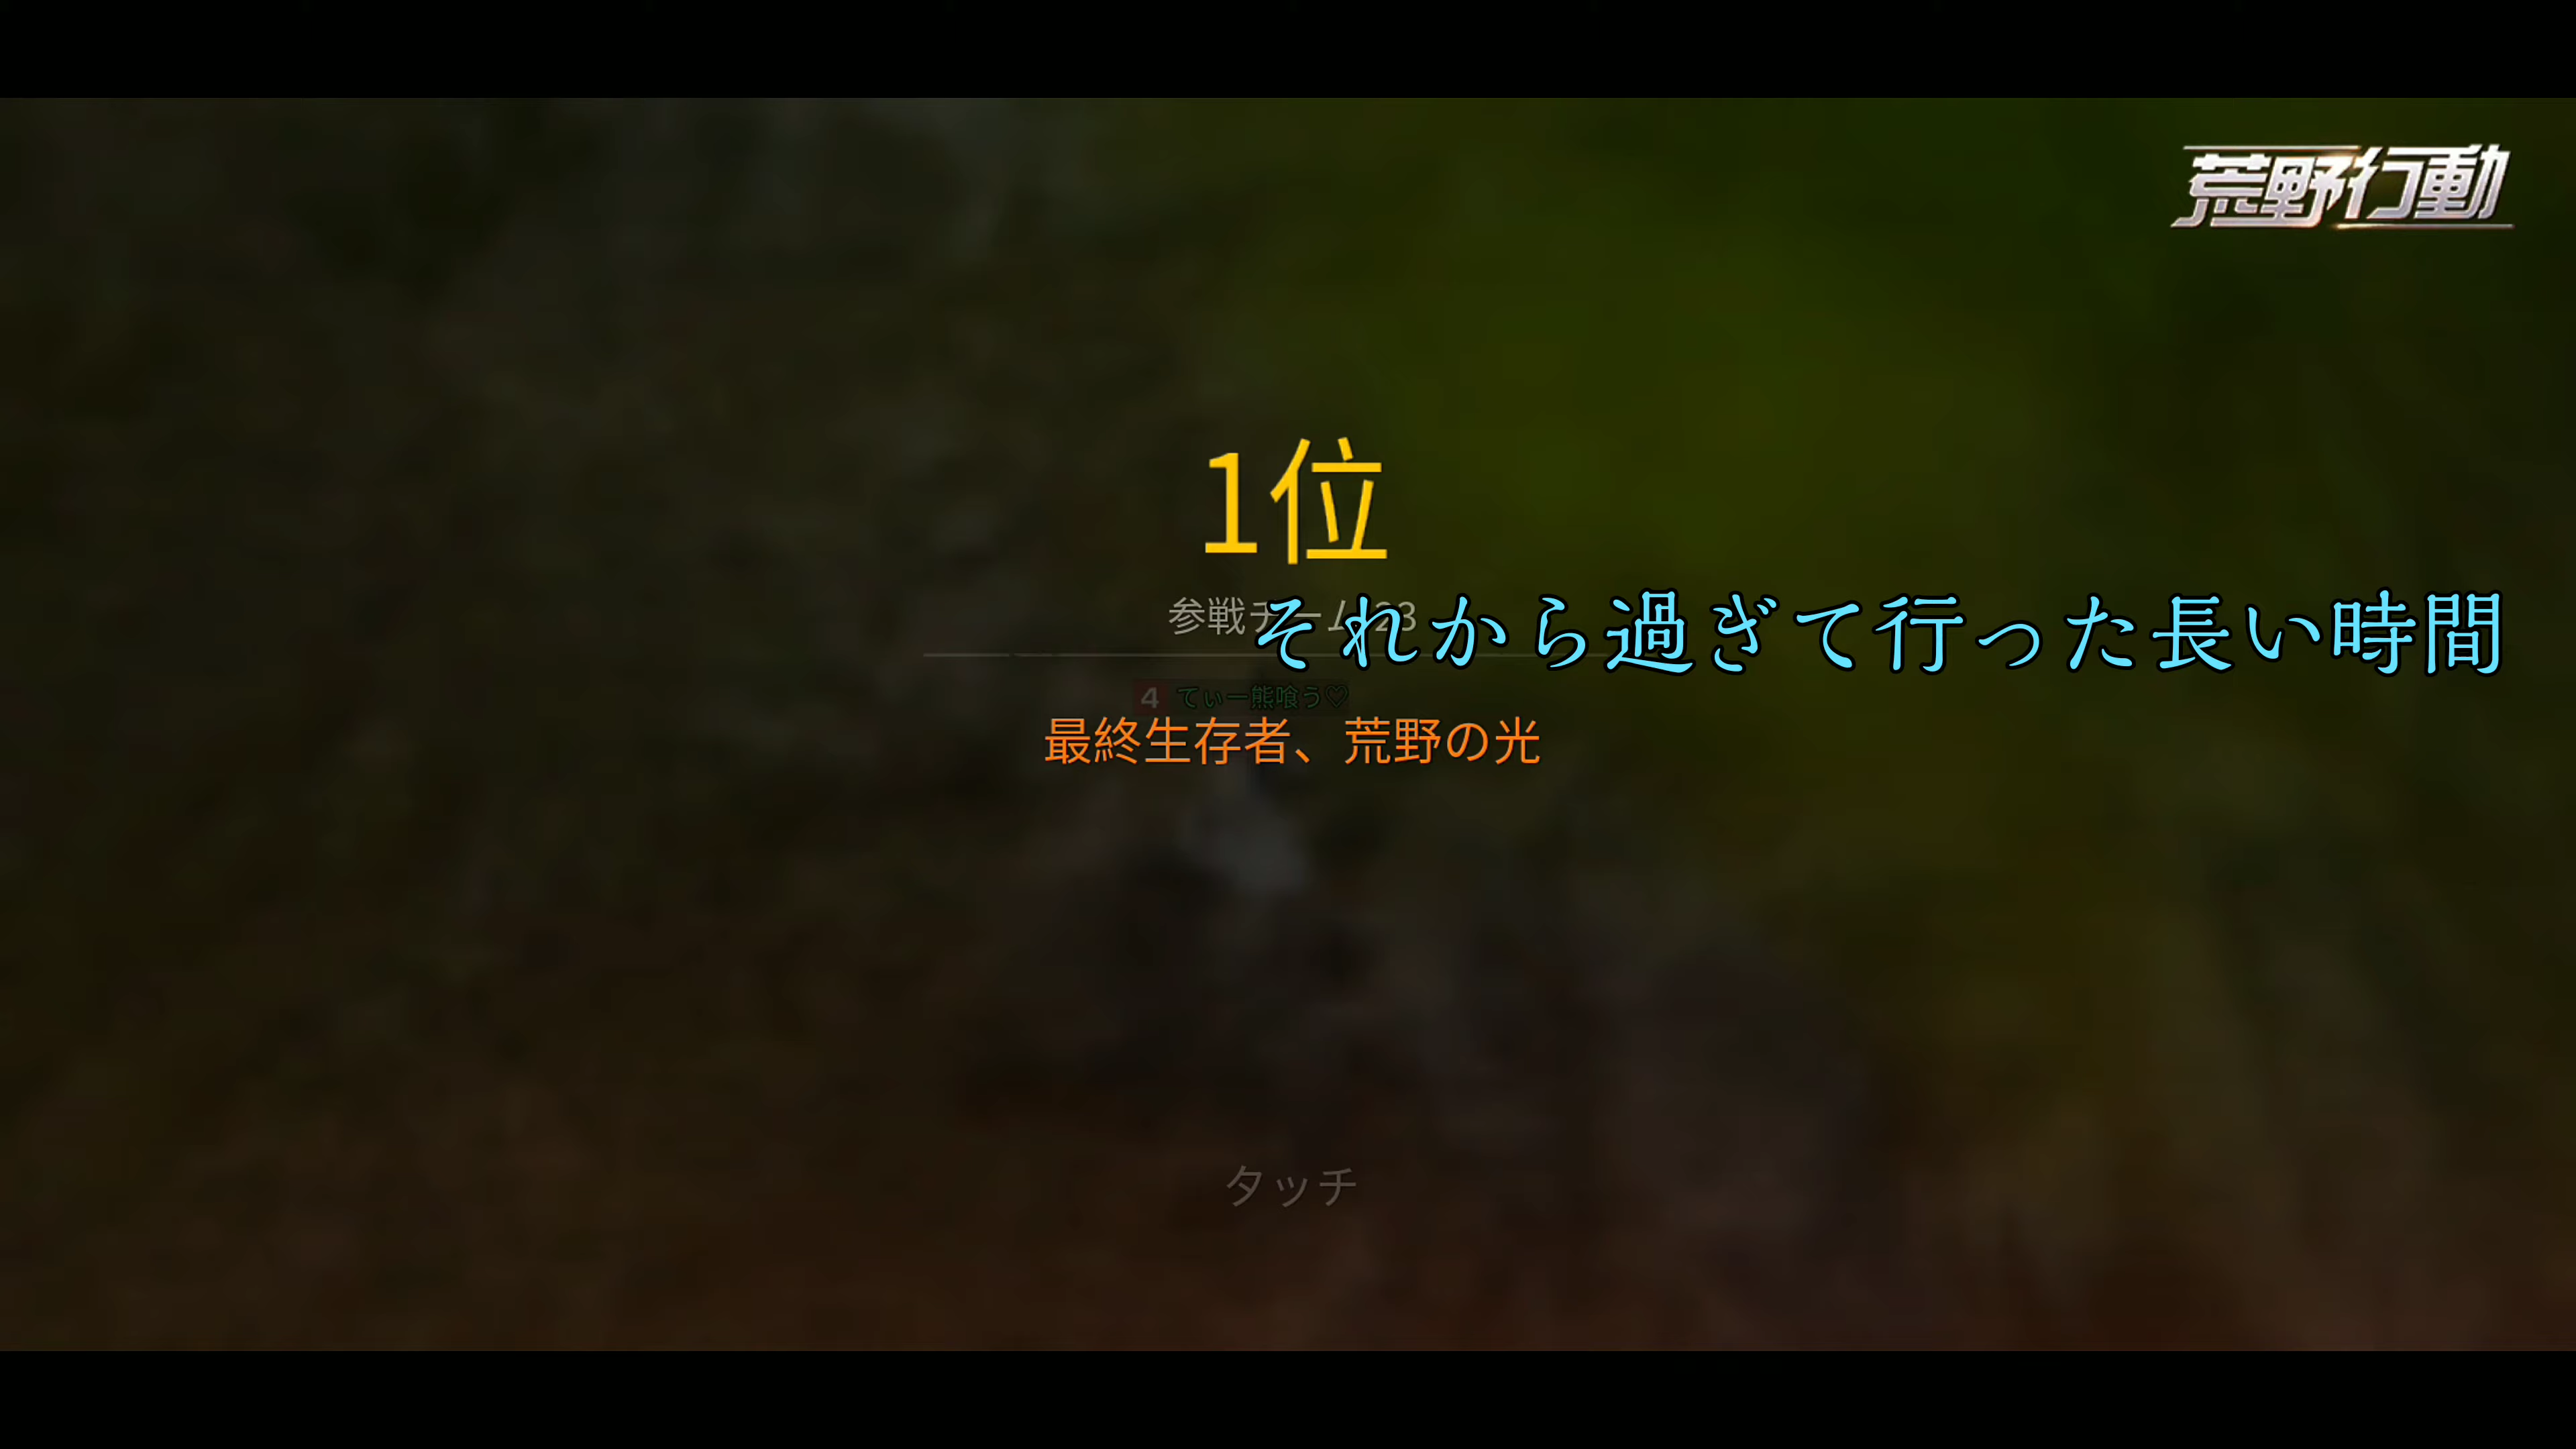 荒野行動
1位
参戦チーム 23
それから過ぎて行った長い時間
4 てぃー熊喰う♡
最終生存者、荒野の光
タッチ